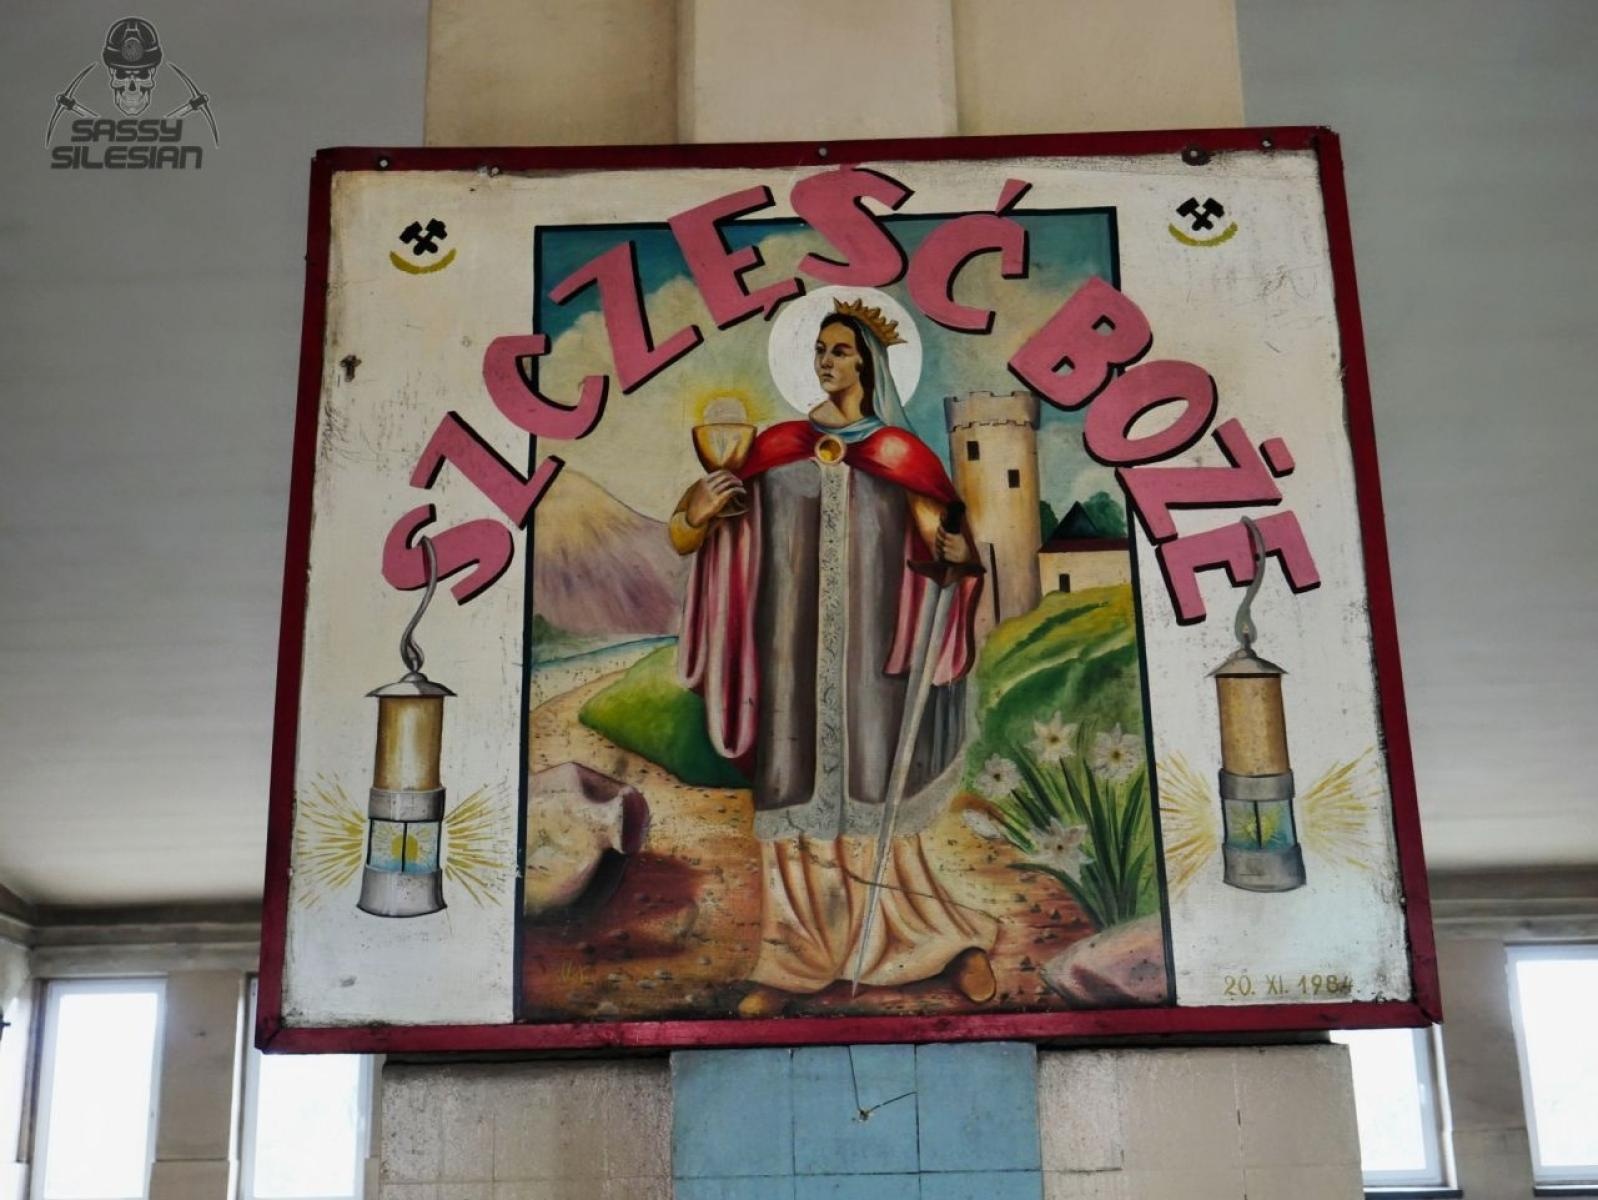 SASSY
SILESIAN
SZCZĘŚĆ BOŻE
20. XI. 1984.